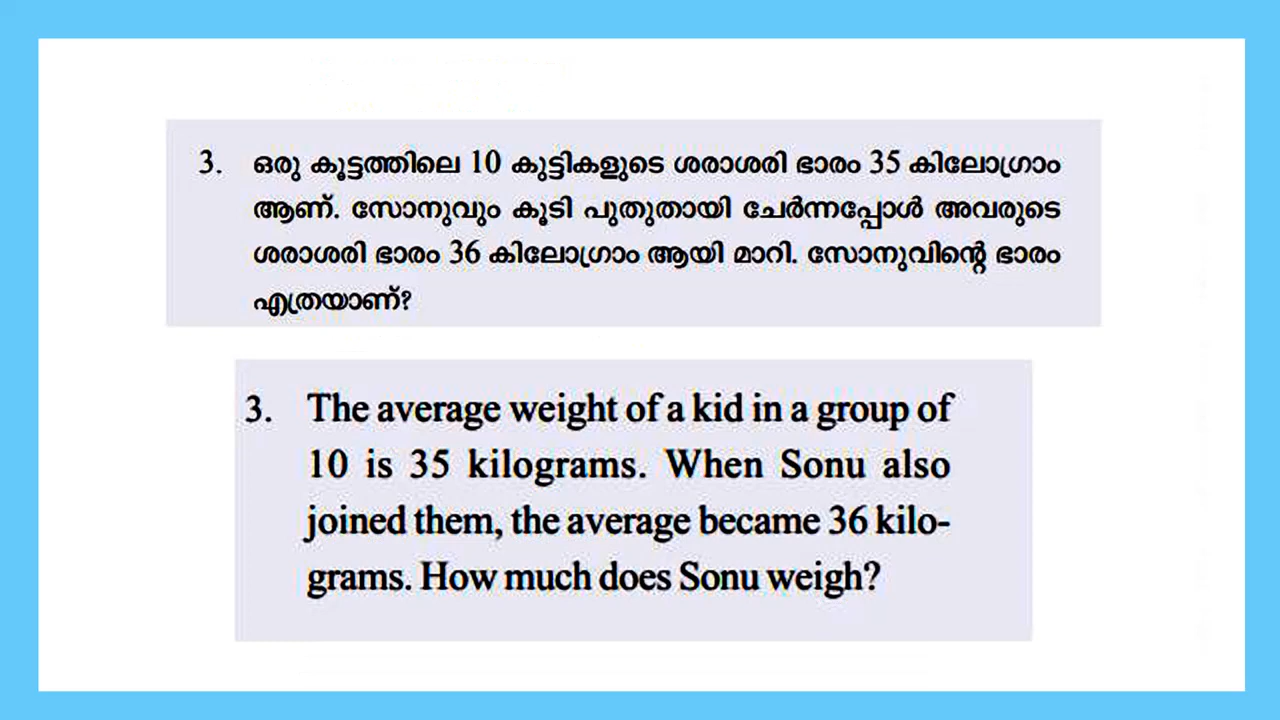 3. ഒരു കൂട്ടത്തിലെ 10 കുട്ടികളുടെ ശരാശരി ഭാരം 35 കിലോഗ്രാം
ആണ്. സോനുവും കൂടി പുതുതായി ചേർന്നപ്പോൾ അവരുടെ
ശരാശരി ഭാരം 36 കിലോഗ്രാം ആയി മാറി. സോനുവിന്റെ ഭാരം
എത്രയാണ്?
3. The average weight of a kid in a group of
10 is 35 kilograms. When Sonu also
joined them, the average became 36 kilo-
grams. How much does Sonu weigh?